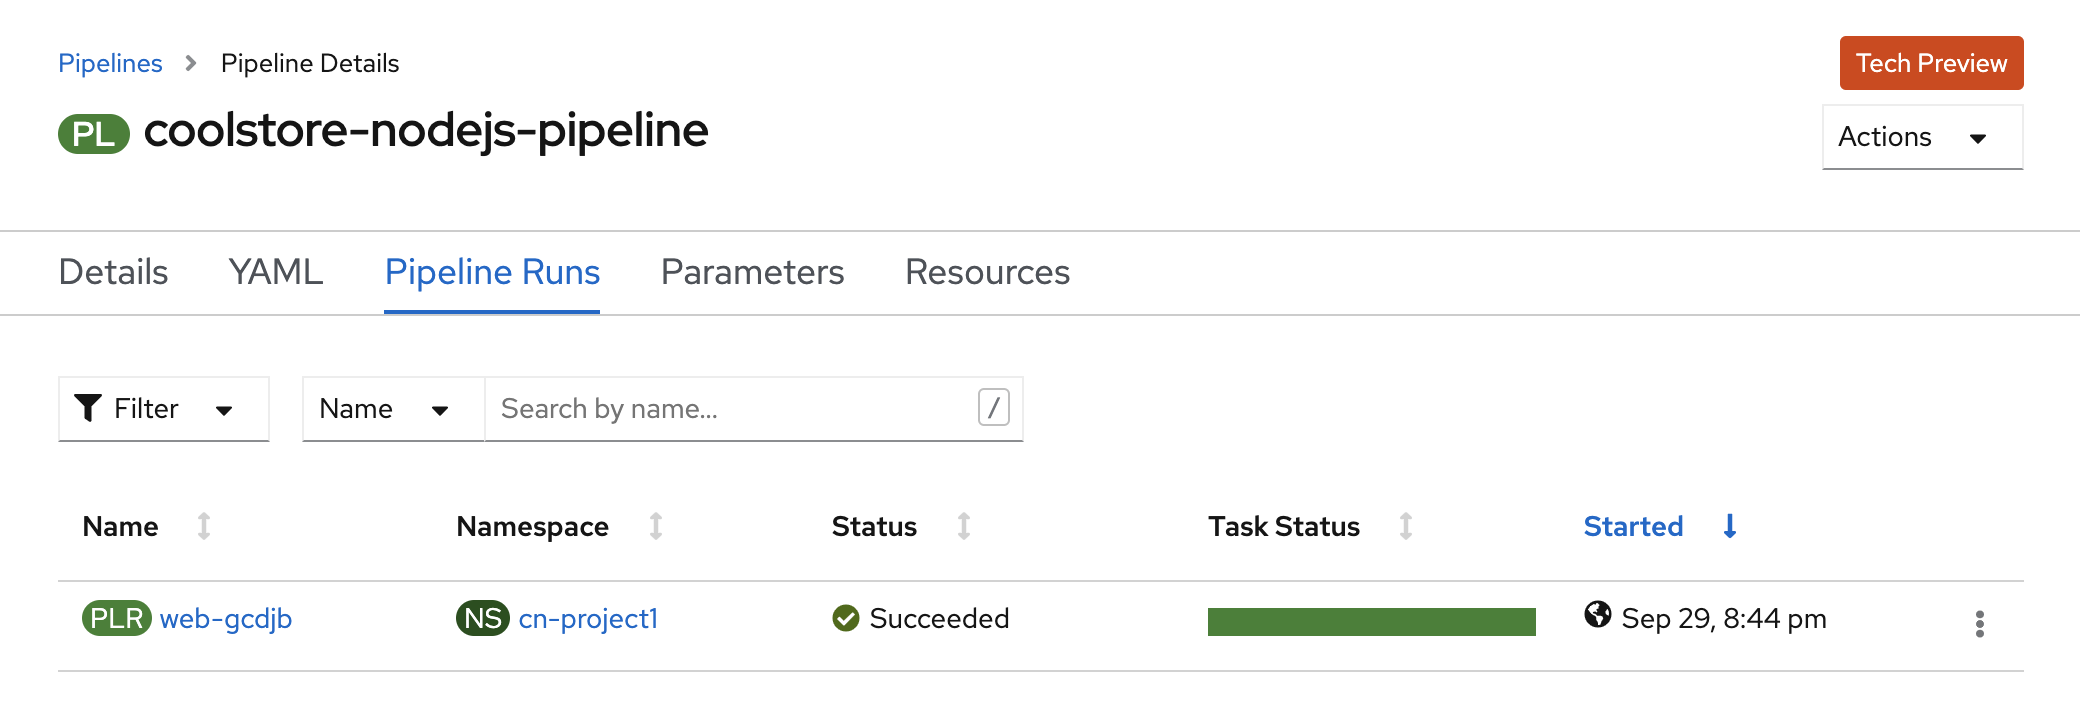 Pipelines > Pipeline Details
Tech Preview
PL coolstore-nodejs-pipeline
Actions
Details YAML Pipeline Runs Parameters Resources
Filter Name Search by name... /
Name Namespace Status Task Status Started
PLR web-gcdjb NS cn-project1 Succeeded Sep 29, 8:44 pm